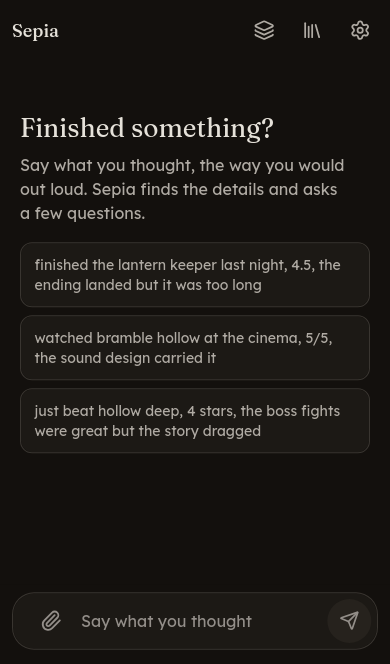 Sepia
Finished something?
Say what you thought, the way you would
out loud. Sepia finds the details and asks
a few questions.
finished the lantern keeper last night, 4.5, the
ending landed but it was too long
watched bramble hollow at the cinema, 5/5,
the sound design carried it
just beat hollow deep, 4 stars, the boss fights
were great but the story dragged
Say what you thought